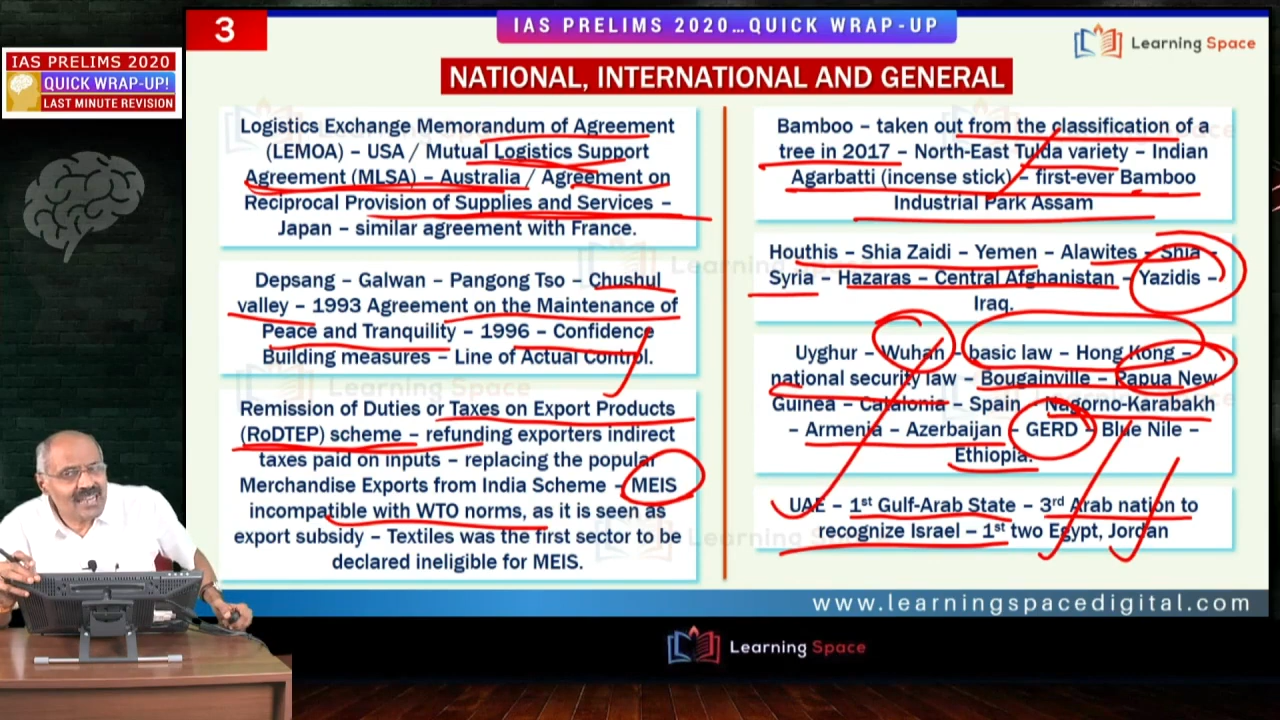 3
IAS PRELIMS 2020…QUICK WRAP-UP
Learning Space
IAS PRELIMS 2020
QUICK WRAP-UP!
LAST MINUTE REVISION
NATIONAL, INTERNATIONAL AND GENERAL
Logistics Exchange Memorandum of Agreement
(LEMOA) – USA / Mutual Logistics Support
Agreement (MLSA) – Australia / Agreement on
Reciprocal Provision of Supplies and Services –
Japan – similar agreement with France.
Depsang – Galwan – Pangong Tso – Chushul
valley – 1993 Agreement on the Maintenance of
Peace and Tranquility – 1996 – Confidence
Building measures – Line of Actual Control.
Remission of Duties or Taxes on Export Products
(RoDTEP) scheme – refunding exporters indirect
taxes paid on inputs – replacing the popular
Merchandise Exports from India Scheme – MEIS
incompatible with WTO norms, as it is seen as
export subsidy – Textiles was the first sector to be
declared ineligible for MEIS.
Bamboo – taken out from the classification of a
tree in 2017 – North-East Tulda variety – Indian
Agarbatti (incense stick) – first-ever Bamboo
Industrial Park Assam
Houthis – Shia Zaidi – Yemen – Alawites – Shia –
Syria – Hazaras – Central Afghanistan – Yazidis –
Iraq.
Uyghur – Wuhan – basic law – Hong Kong –
national security law – Bougainville – Papua New
Guinea – Catalonia – Spain – Nagorno-Karabakh
– Armenia – Azerbaijan – GERD – Blue Nile –
Ethiopia.
UAE – 1st Gulf-Arab State – 3rd Arab nation to
recognize Israel – 1st two Egypt, Jordan
www.learningspacedigital.com
Learning Space